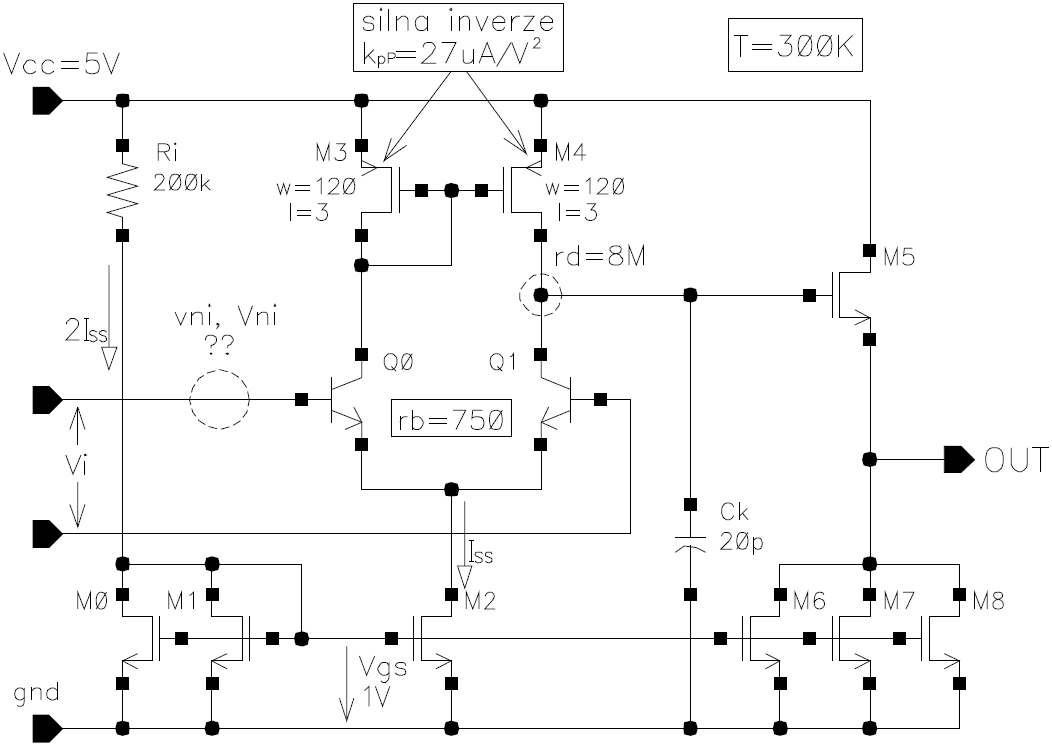 silna inverze
kpP=27uA/V²
T=300K
Vcc=5V
Ri
200k
M3
w=120
l=3
M4
w=120
l=3
rd=8M
M5
2Iss
vni, Vni
??
Q0
Q1
rb=750
Vi
OUT
Ck
20p
Iss
M0
M1
M2
M6
M7
M8
Vgs
1V
gnd